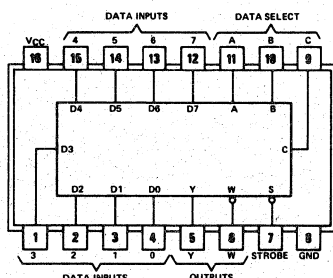 DATA INPUTS DATA SELECT
VCC 4 5 6 7 A B C
16 15 14 13 12 11 10 9
D4 D5 D6 D7 A B
D3 C
D2 D1 D0 Y W S
1 2 3 4 5 6 7 8
3 2 1 0 Y W STROBE GND
DATA INPUTS OUTPUTS